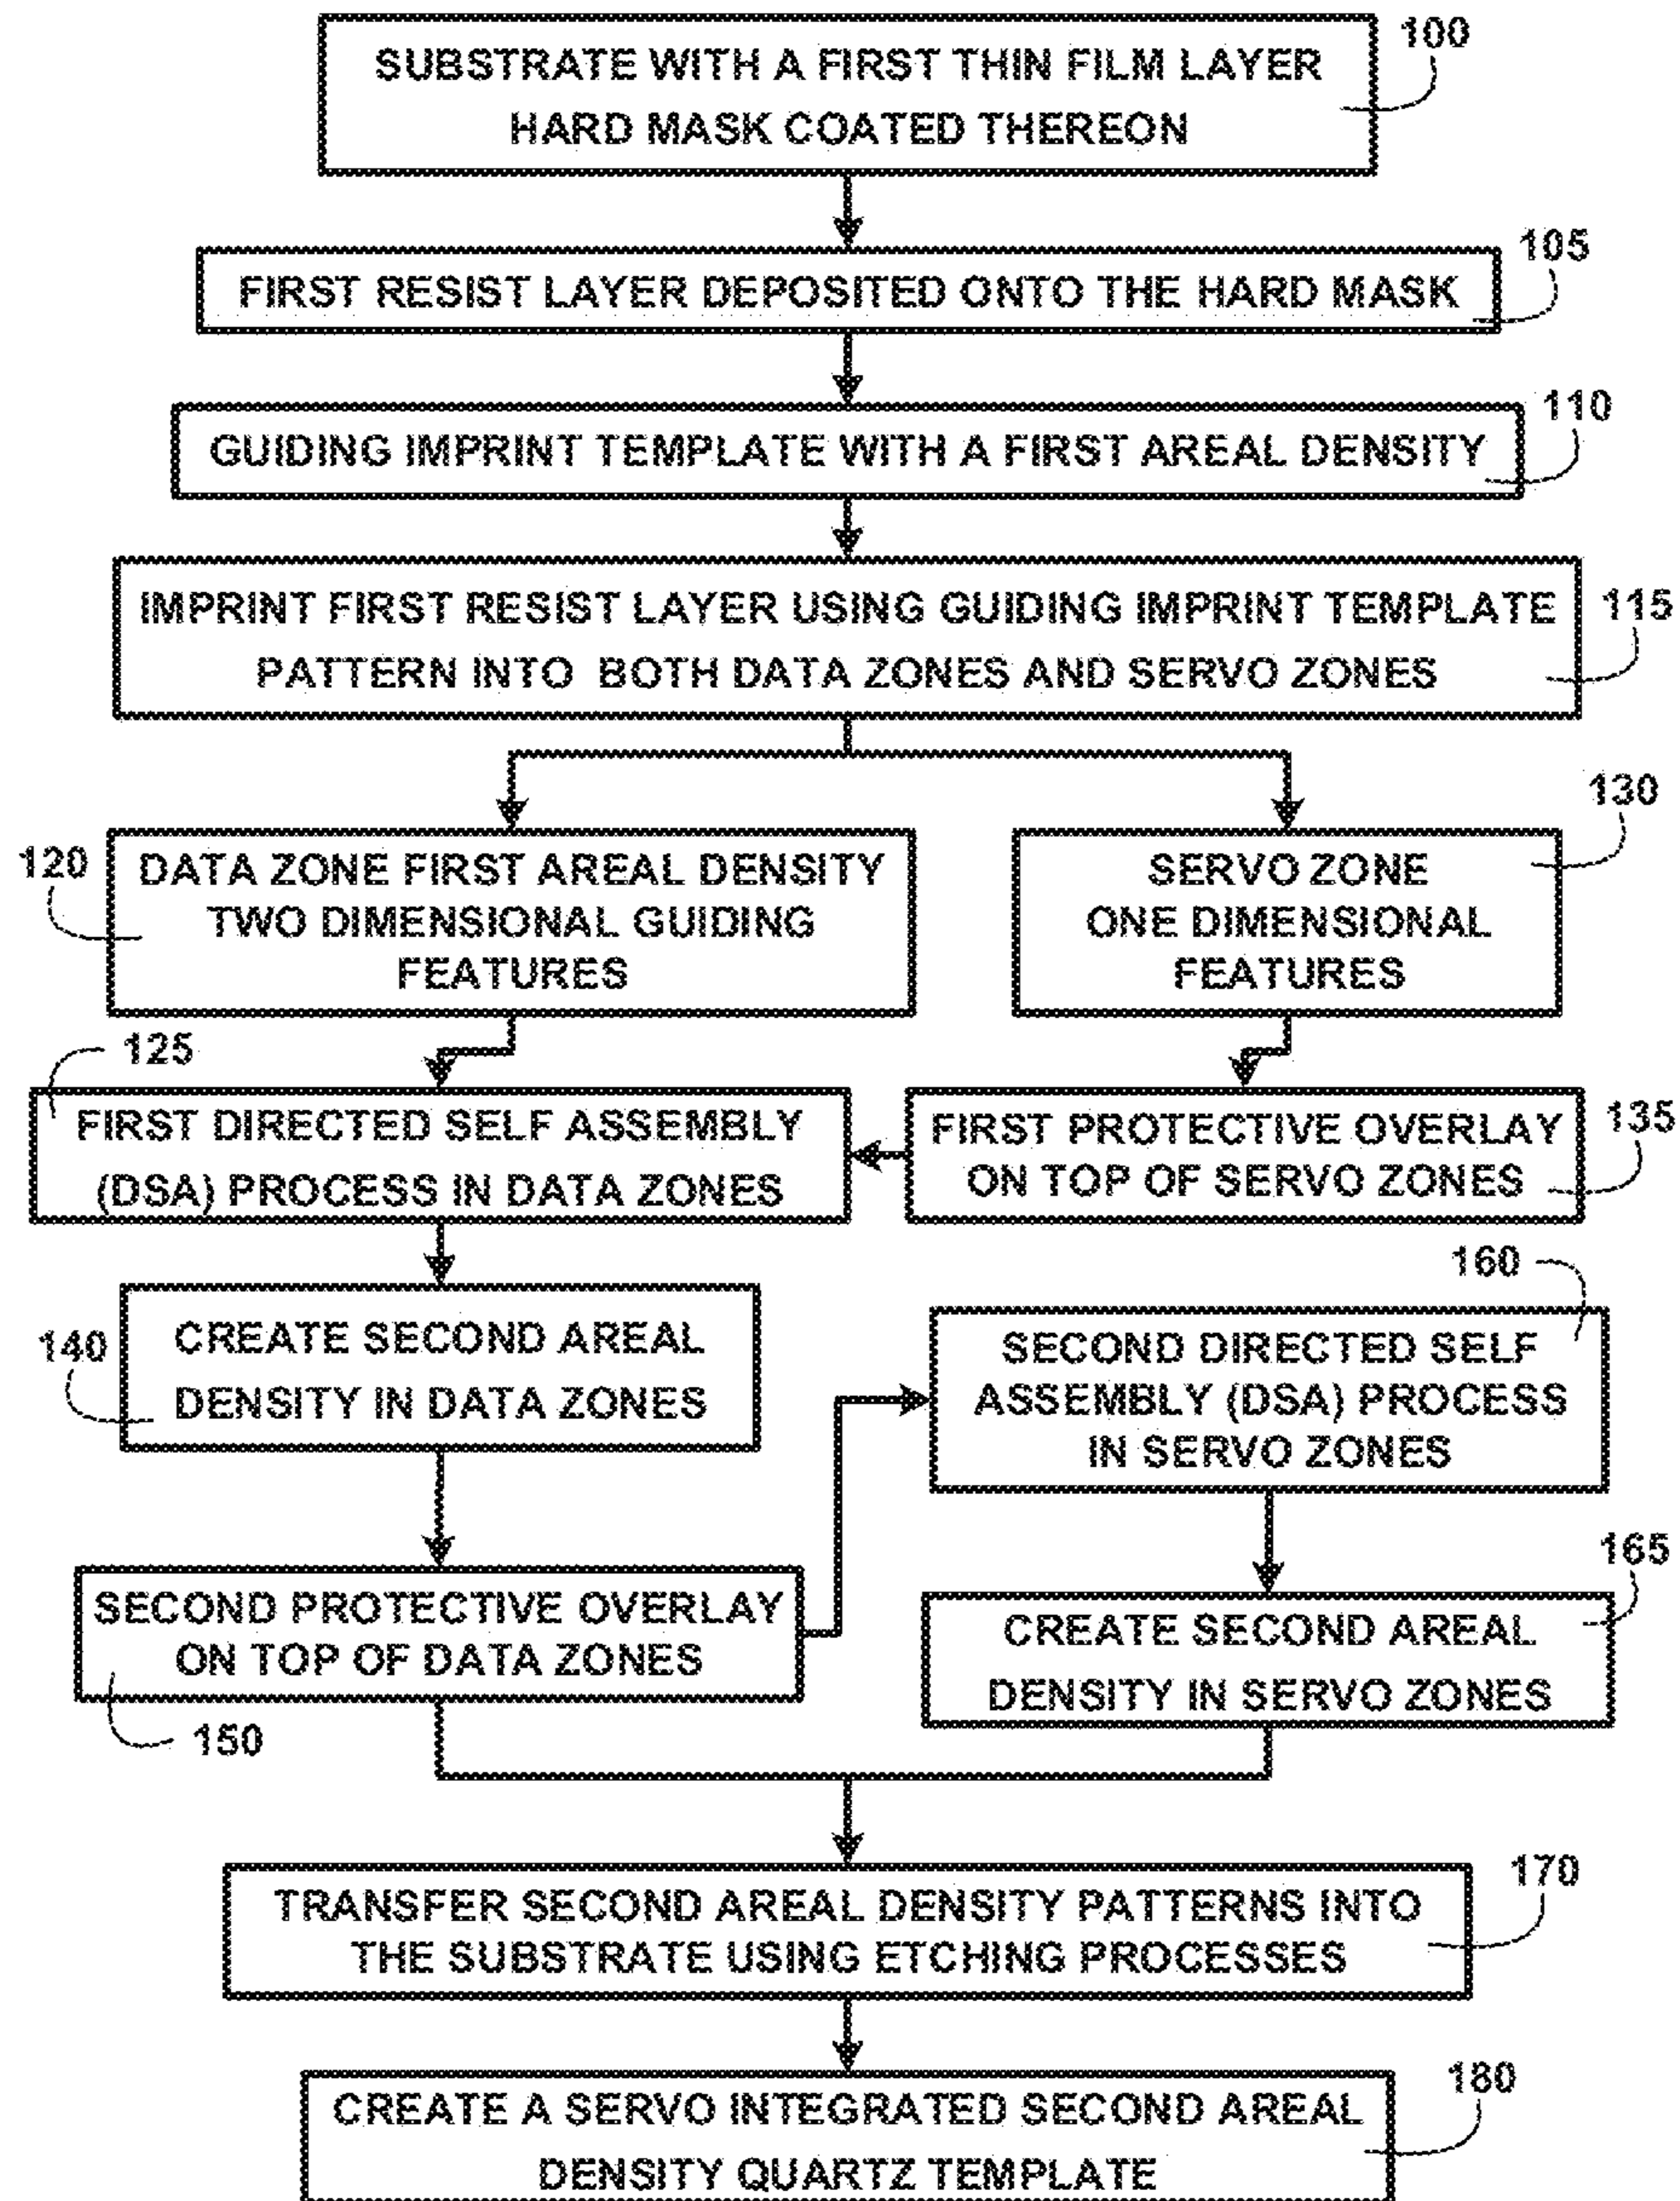 100
SUBSTRATE WITH A FIRST THIN FILM LAYER
HARD MASK COATED THEREON
105
FIRST RESIST LAYER DEPOSITED ONTO THE HARD MASK
110
GUIDING IMPRINT TEMPLATE WITH A FIRST AREAL DENSITY
IMPRINT FIRST RESIST LAYER USING GUIDING IMPRINT TEMPLATE
PATTERN INTO BOTH DATA ZONES AND SERVO ZONES
115
120
DATA ZONE FIRST AREAL DENSITY
TWO DIMENSIONAL GUIDING
FEATURES
130
SERVO ZONE
ONE DIMENSIONAL
FEATURES
125
FIRST DIRECTED SELF ASSEMBLY
(DSA) PROCESS IN DATA ZONES
FIRST PROTECTIVE OVERLAY
ON TOP OF SERVO ZONES
135
140
CREATE SECOND AREAL
DENSITY IN DATA ZONES
160
SECOND DIRECTED SELF
ASSEMBLY (DSA) PROCESS
IN SERVO ZONES
SECOND PROTECTIVE OVERLAY
ON TOP OF DATA ZONES
150
165
CREATE SECOND AREAL
DENSITY IN SERVO ZONES
170
TRANSFER SECOND AREAL DENSITY PATTERNS INTO
THE SUBSTRATE USING ETCHING PROCESSES
180
CREATE A SERVO INTEGRATED SECOND AREAL
DENSITY QUARTZ TEMPLATE